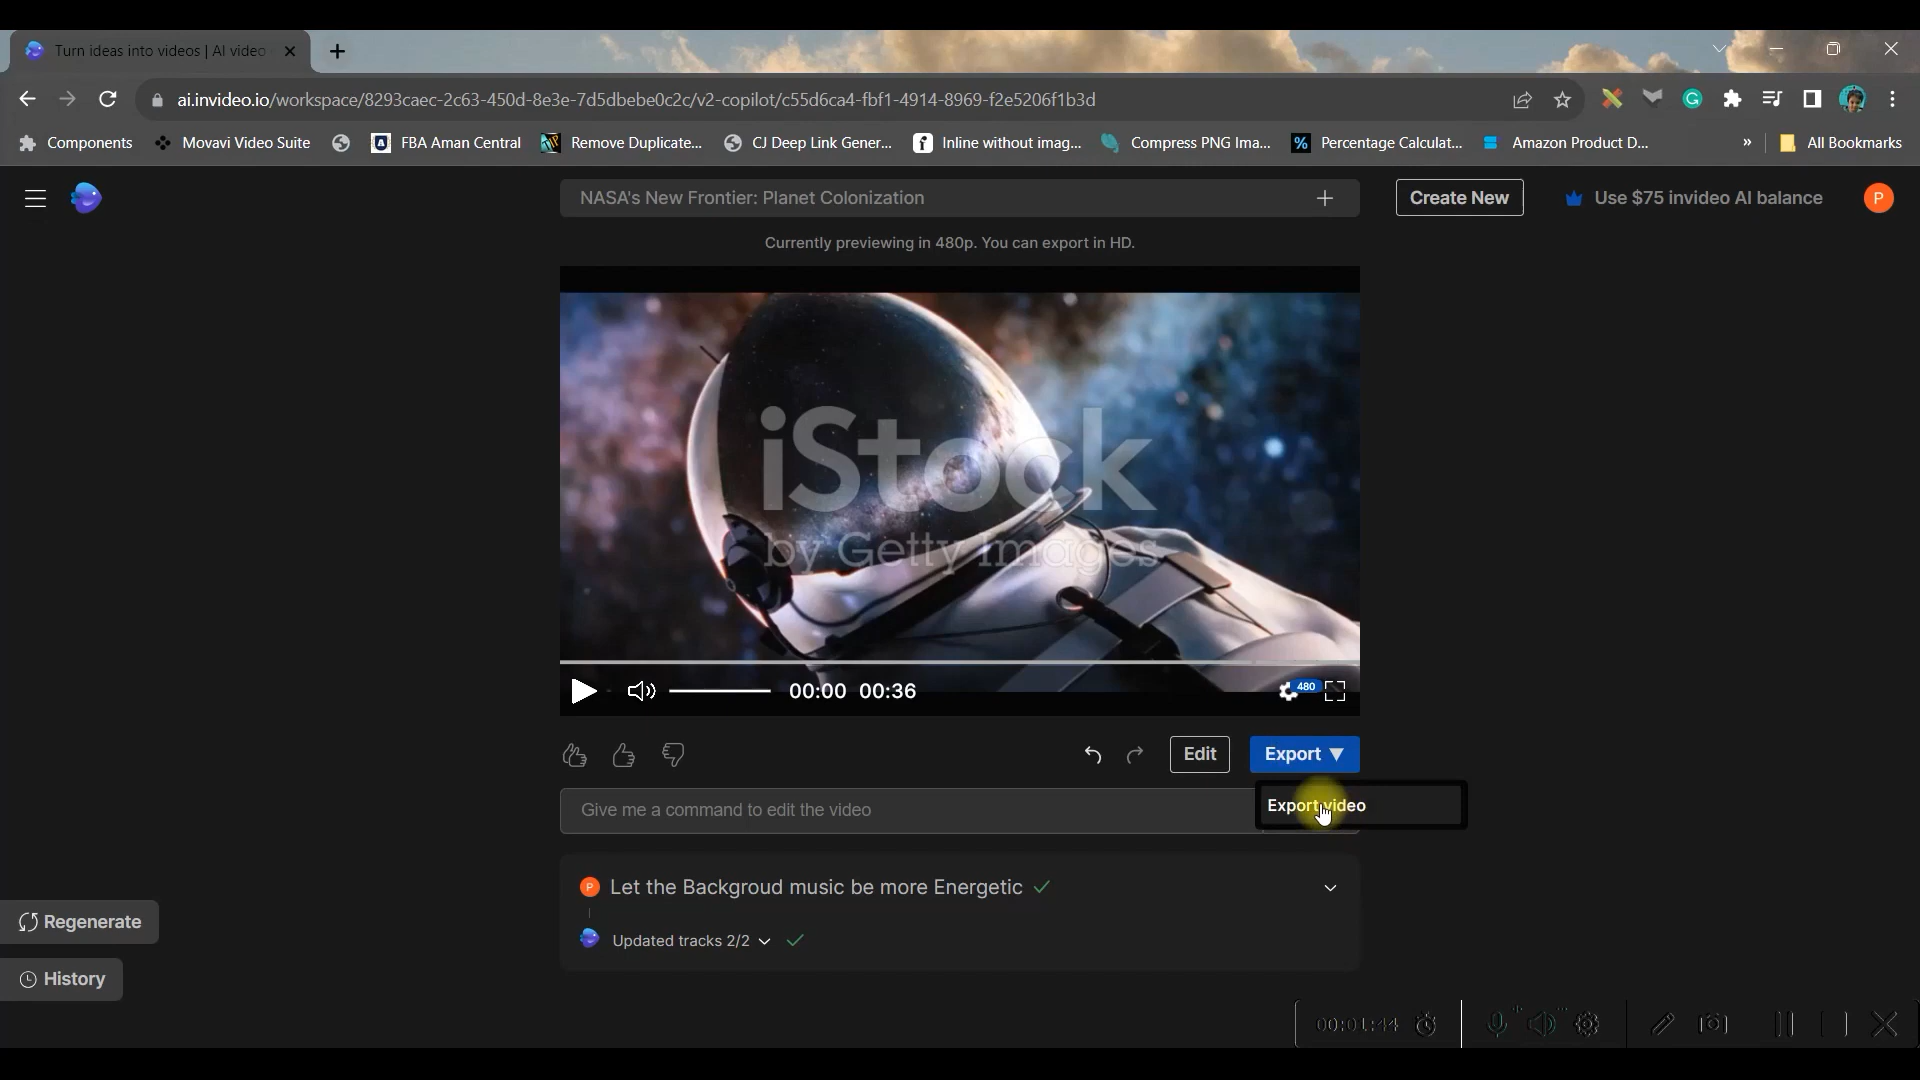 Turn ideas into videos | AI video
ai.invideo.io/workspace/8293caec-2c63-450d-8e3e-7d5dbebe0c2c/v2-copilot/c55d6ca4-fbf1-4914-8969-f2e5206f1b3d
Components Movavi Video Suite FBA Aman Central Remove Duplicate... CJ Deep Link Gener... Inline without imag... Compress PNG Ima... % Percentage Calculat... Amazon Product D... » All Bookmarks
NASA's New Frontier: Planet Colonization + Create New Use $75 invideo AI balance P
Currently previewing in 480p. You can export in HD.
iStock
by Getty Images
00:00 00:36 480
Edit Export ▼
Give me a command to edit the video Export video
P Let the Backgroud music be more Energetic
Updated tracks 2/2
Regenerate
History
00:01:44